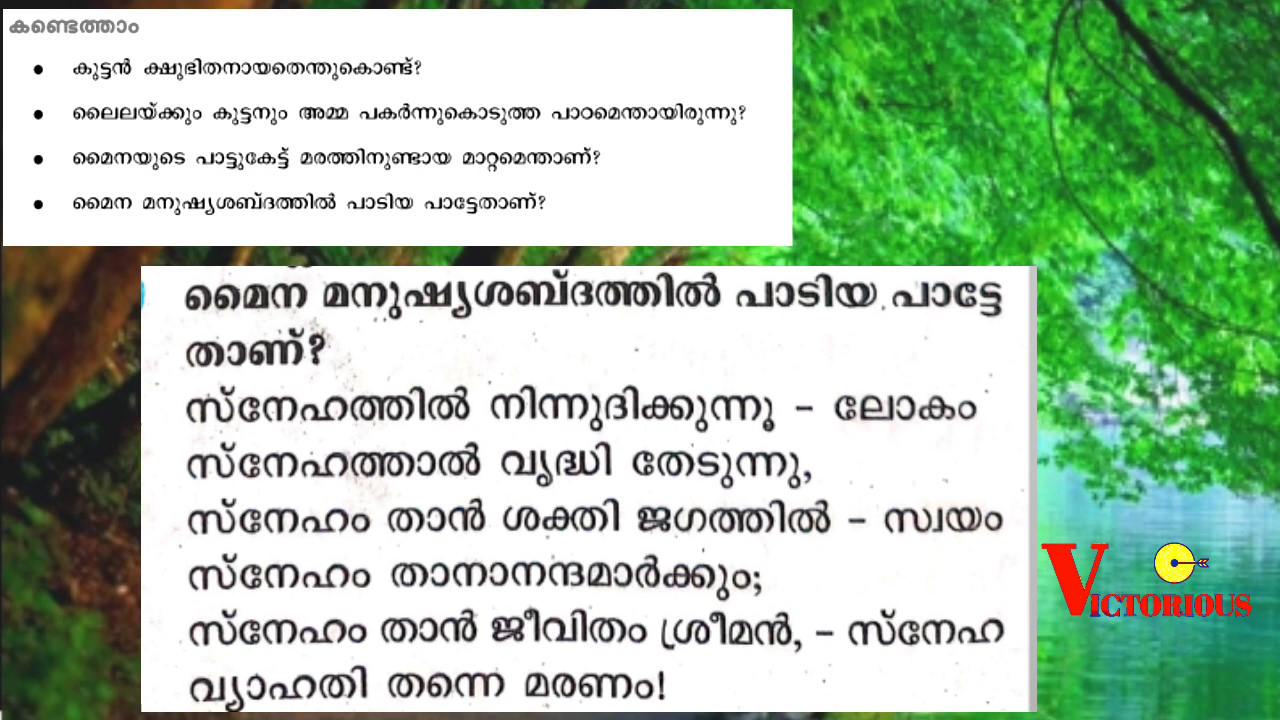 കണ്ടെത്താം
● കുട്ടൻ ക്ഷുഭിതനായതെന്തുകൊണ്ട്?
● ലൈലയ്ക്കും കുട്ടനും അമ്മ പകർന്നുകൊടുത്ത പാഠമെന്തായിരുന്നു?
● മൈനയുടെ പാട്ടുകേട്ട് മരത്തിനുണ്ടായ മാറ്റമെന്താണ്?
● മൈന മനുഷ്യശബ്ദത്തിൽ പാടിയ പാട്ടേതാണ്?
മൈന മനുഷ്യശബ്ദത്തിൽ പാടിയ പാട്ടേ
താണ്?
സ്നേഹത്തിൽ നിന്നുദിക്കുന്നൂ – ലോകം
സ്നേഹത്താൽ വൃദ്ധി തേടുന്നു,
സ്നേഹം താൻ ശക്തി ജഗത്തിൽ – സ്വയം
സ്നേഹം താനാനന്ദമാർക്കും;
സ്നേഹം താൻ ജീവിതം ശ്രീമൻ, – സ്നേഹ
വ്യാഹതി തന്നെ മരണം!
VICTORIOUS